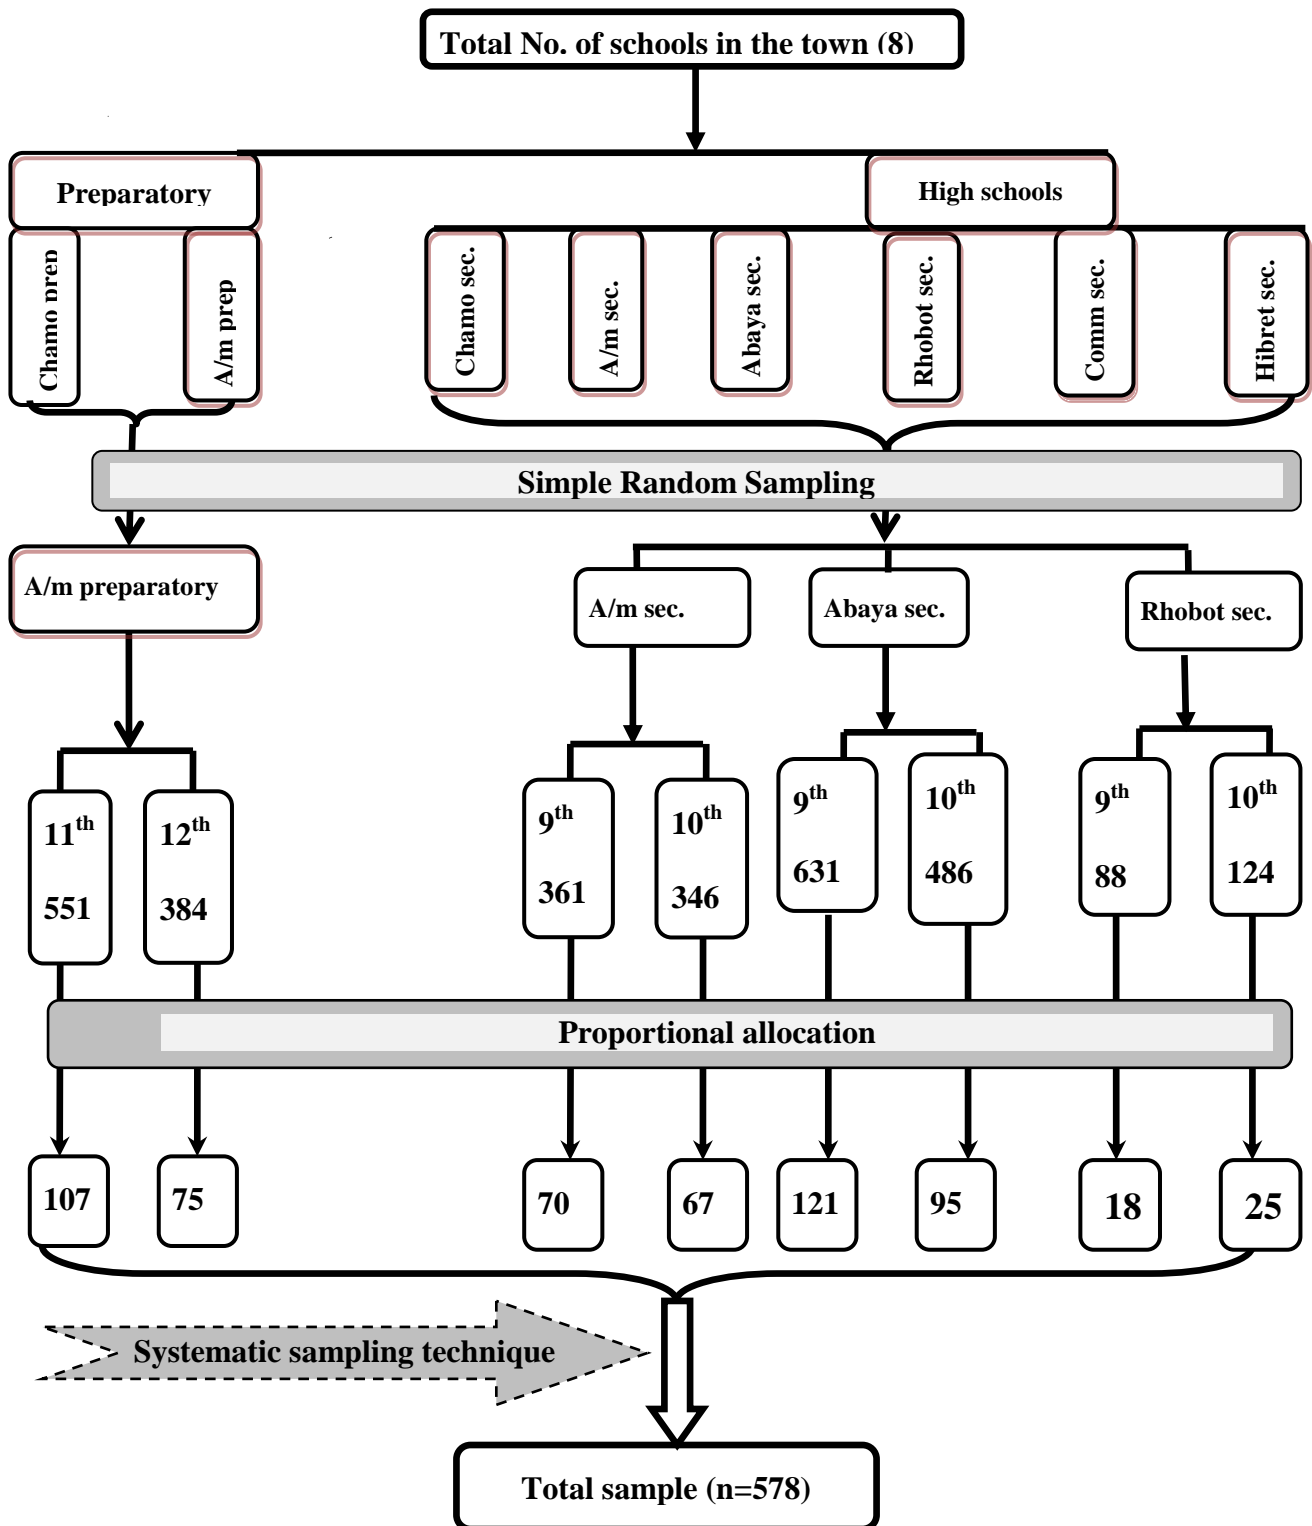 Total No. of schools in the town (8)
Preparatory
High schools
Chamo prep
A/m prep
Chamo sec.
A/m sec.
Abaya sec.
Rhobot sec.
Comm sec.
Hibret sec.
Simple Random Sampling
A/m preparatory
A/m sec.
Abaya sec.
Rhobot sec.
11th
551
12th
384
9th
361
10th
346
9th
631
10th
486
9th
88
10th
124
Proportional allocation
107
75
70
67
121
95
18
25
Systematic sampling technique
Total sample (n=578)